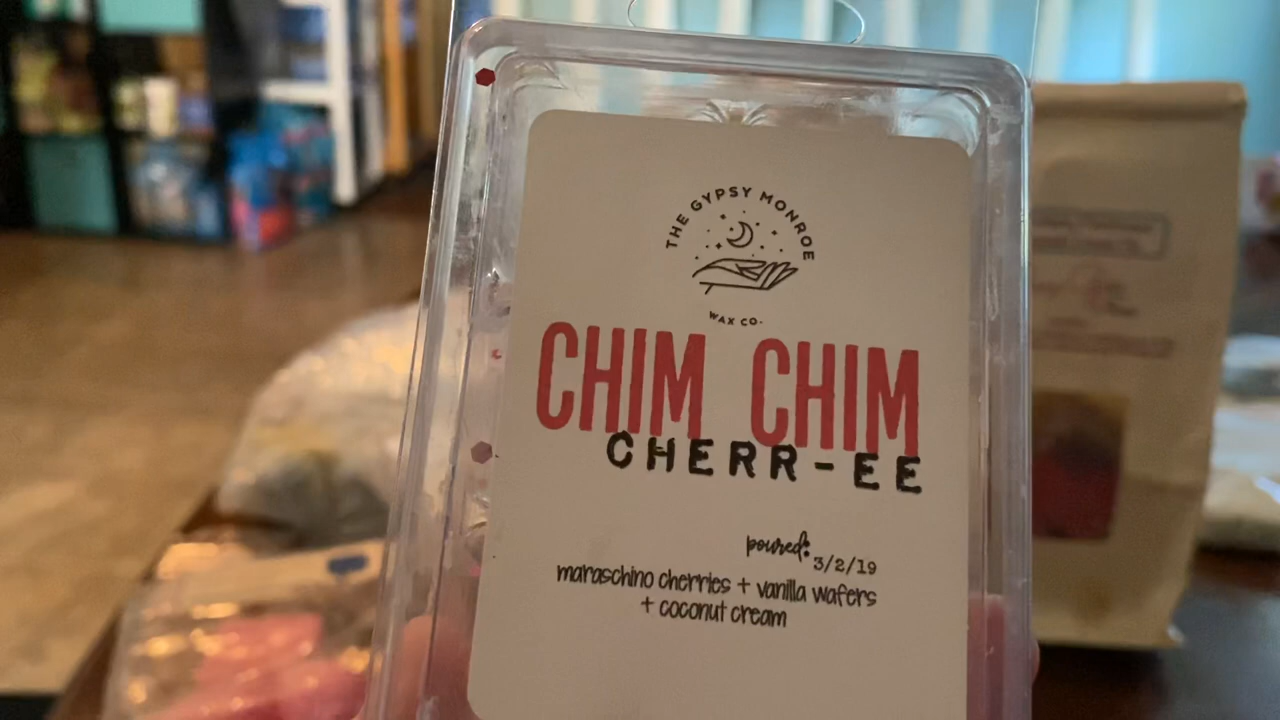 THE GYPSY MONROE
WAX CO.
CHIM CHIM
CHERR-EE
poured: 3/2/19
maraschino cherries + vanilla wafers
+ coconut cream